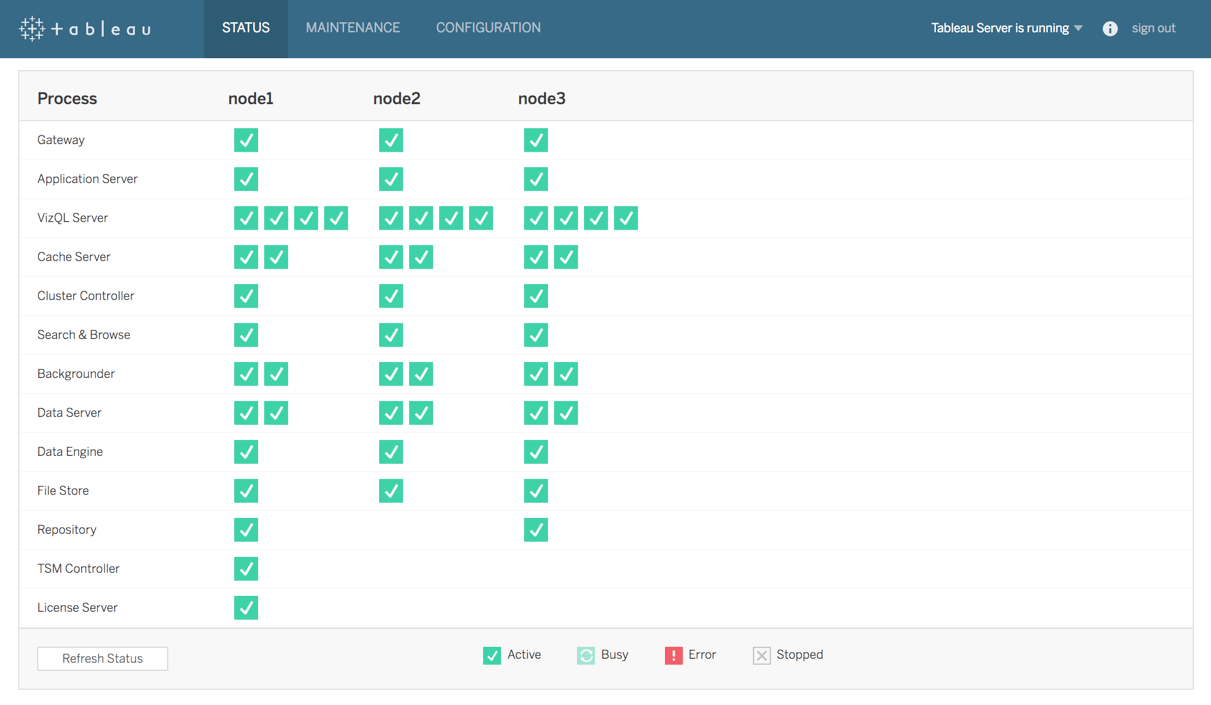 tableau STATUS MAINTENANCE CONFIGURATION Tableau Server is running i sign out
Process node1 node2 node3
Gateway
Application Server
VizQL Server
Cache Server
Cluster Controller
Search & Browse
Backgrounder
Data Server
Data Engine
File Store
Repository
TSM Controller
License Server
Refresh Status Active Busy ! Error Stopped